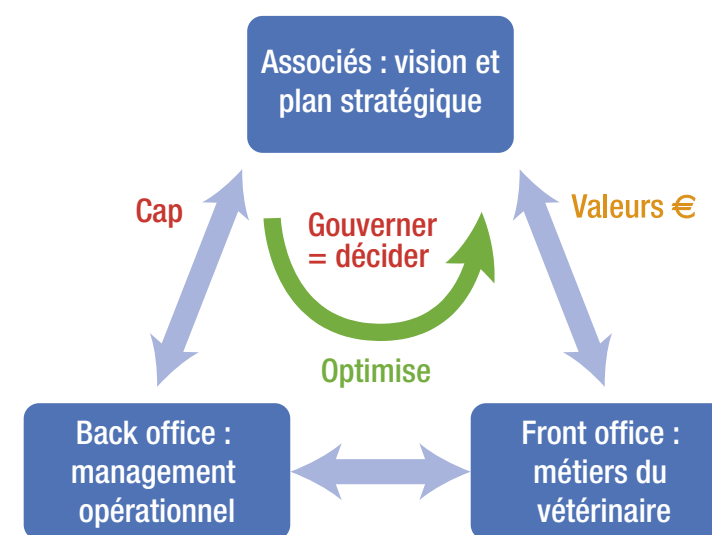 Associés : vision et
plan stratégique
Cap
Valeurs €
Gouverner
= décider
Optimise
Back office :
management
opérationnel
Front office :
métiers du
vétérinaire